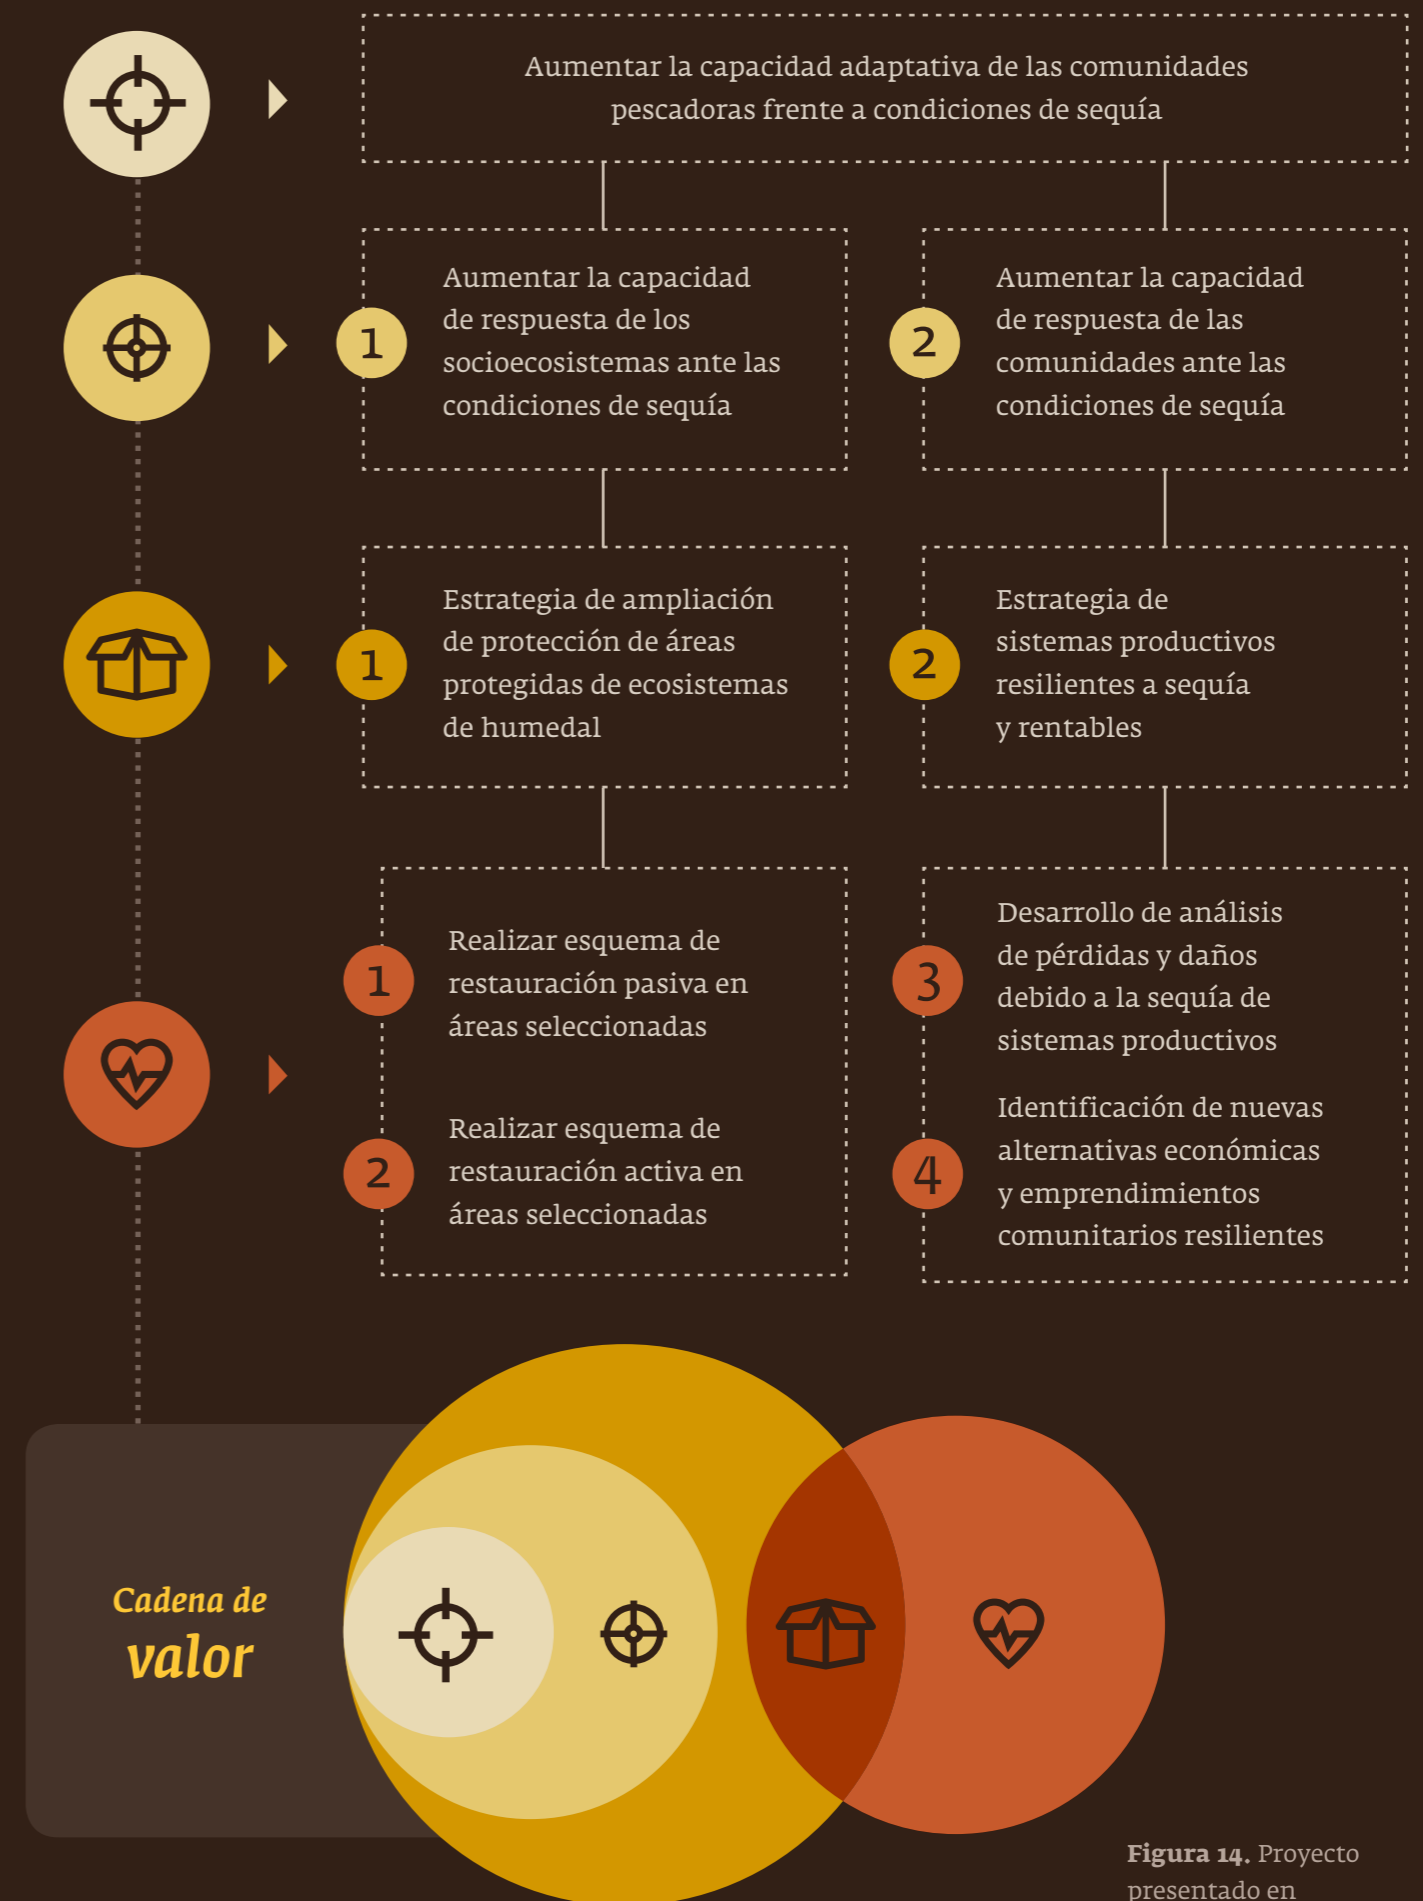 Aumentar la capacidad adaptativa de las comunidades
pescadoras frente a condiciones de sequía
1
Aumentar la capacidad
de respuesta de los
socioecosistemas ante las
condiciones de sequía
2
Aumentar la capacidad
de respuesta de las
comunidades ante las
condiciones de sequía
1
Estrategia de ampliación
de protección de áreas
protegidas de ecosistemas
de humedal
2
Estrategia de
sistemas productivos
resilientes a sequía
y rentables
1
Realizar esquema de
restauración pasiva en
áreas seleccionadas
2
Realizar esquema de
restauración activa en
áreas seleccionadas
3
Desarrollo de análisis
de pérdidas y daños
debido a la sequía de
sistemas productivos
4
Identificación de nuevas
alternativas económicas
y emprendimientos
comunitarios resilientes
Cadena de
valor
Figura 14. Proyecto
presentado en